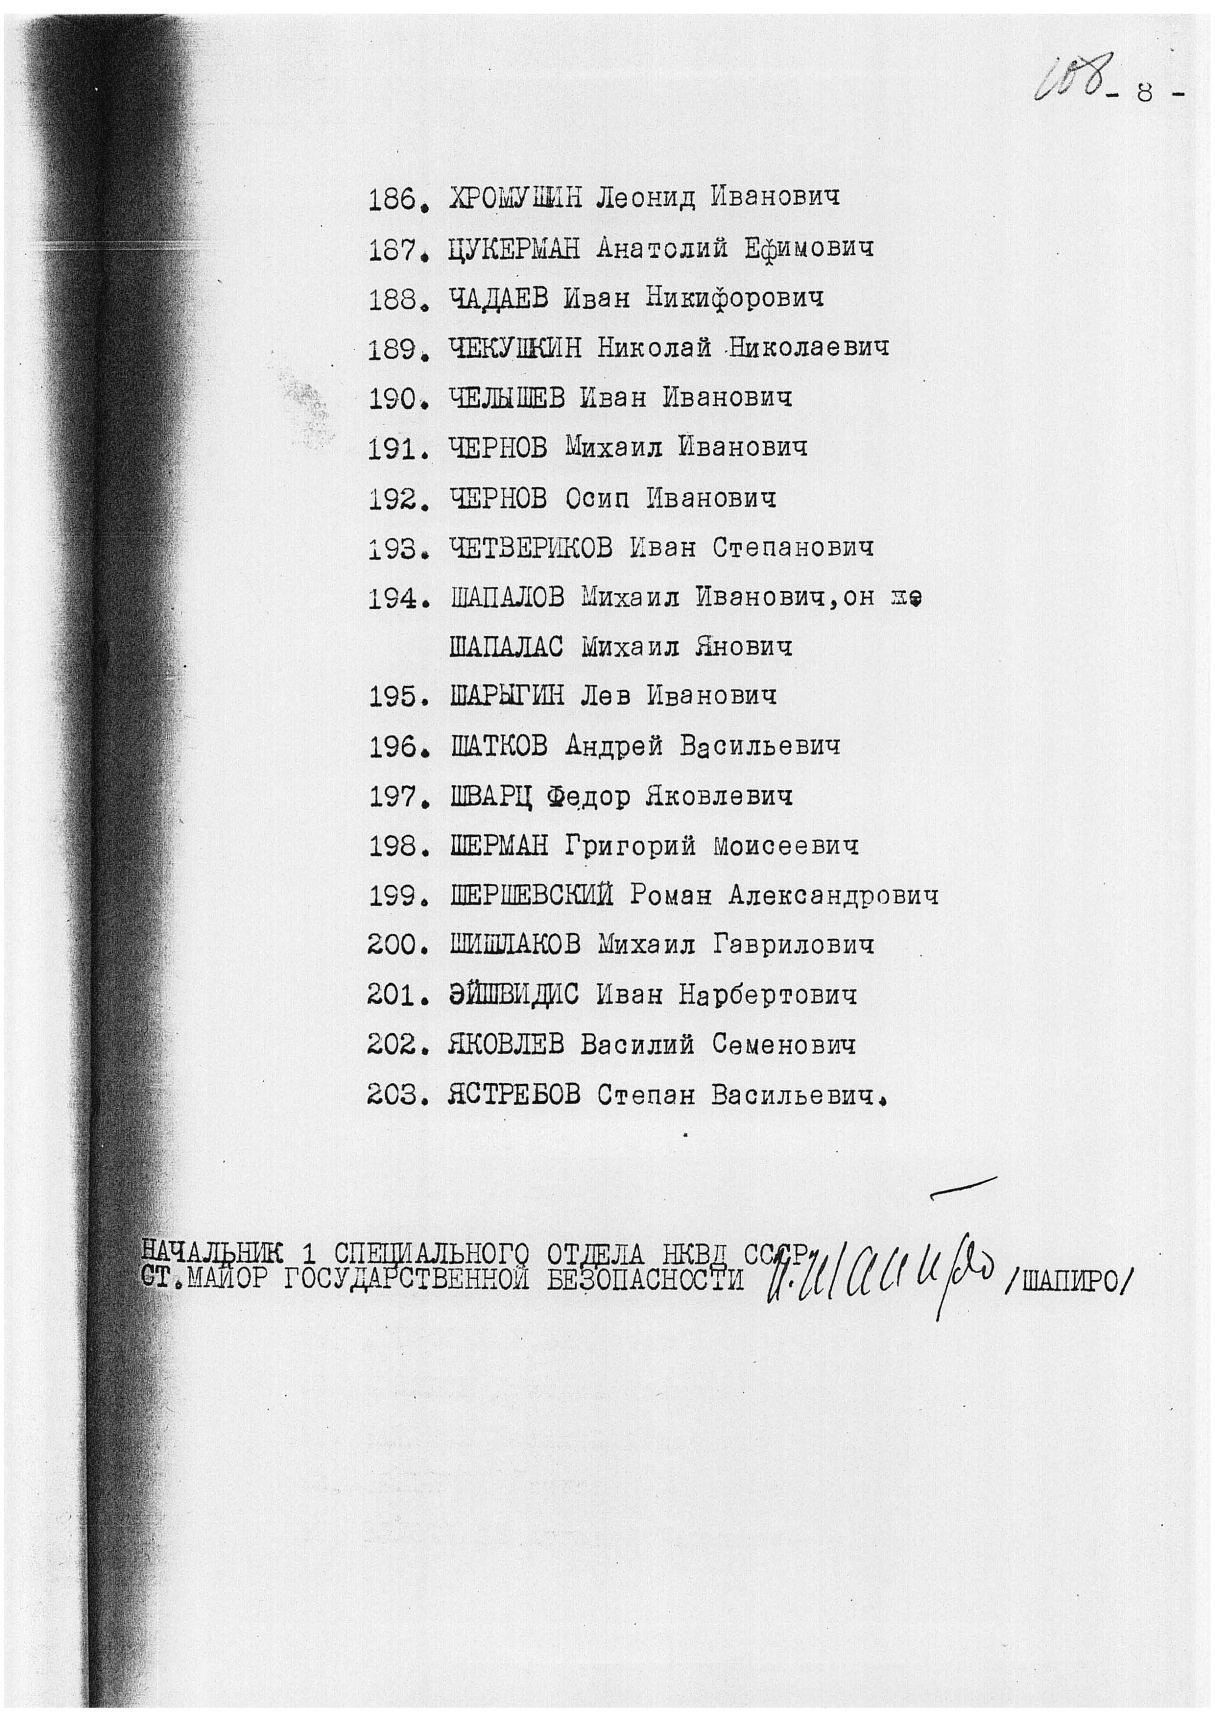 108 - 8 -
186. ХРОМУШИН Леонид Иванович
187. ЦУКЕРМАН Анатолий Ефимович
188. ЧАДАЕВ Иван Никифорович
189. ЧЕКУШКИН Николай Николаевич
190. ЧЕЛЫШЕВ Иван Иванович
191. ЧЕРНОВ Михаил Иванович
192. ЧЕРНОВ Осип Иванович
193. ЧЕТВЕРИКОВ Иван Степанович
194. ШАПАЛОВ Михаил Иванович,он же
ШАПАЛАС Михаил Янович
195. ШАРЫГИН Лев Иванович
196. ШАТКОВ Андрей Васильевич
197. ШВАРЦ Федор Яковлевич
198. ШЕРМАН Григорий Моисеевич
199. ШЕРШЕВСКИЙ Роман Александрович
200. ШИШЛАКОВ Михаил Гаврилович
201. ЭЙШВИДИС Иван Нарбертович
202. ЯКОВЛЕВ Василий Семенович
203. ЯСТРЕБОВ Степан Васильевич.
НАЧАЛЬНИК 1 СПЕЦИАЛЬНОГО ОТДЕЛА НКВД СССР
СТ.МАЙОР ГОСУДАРСТВЕННОЙ БЕЗОПАСНОСТИ И.Шапиро /ШАПИРО/